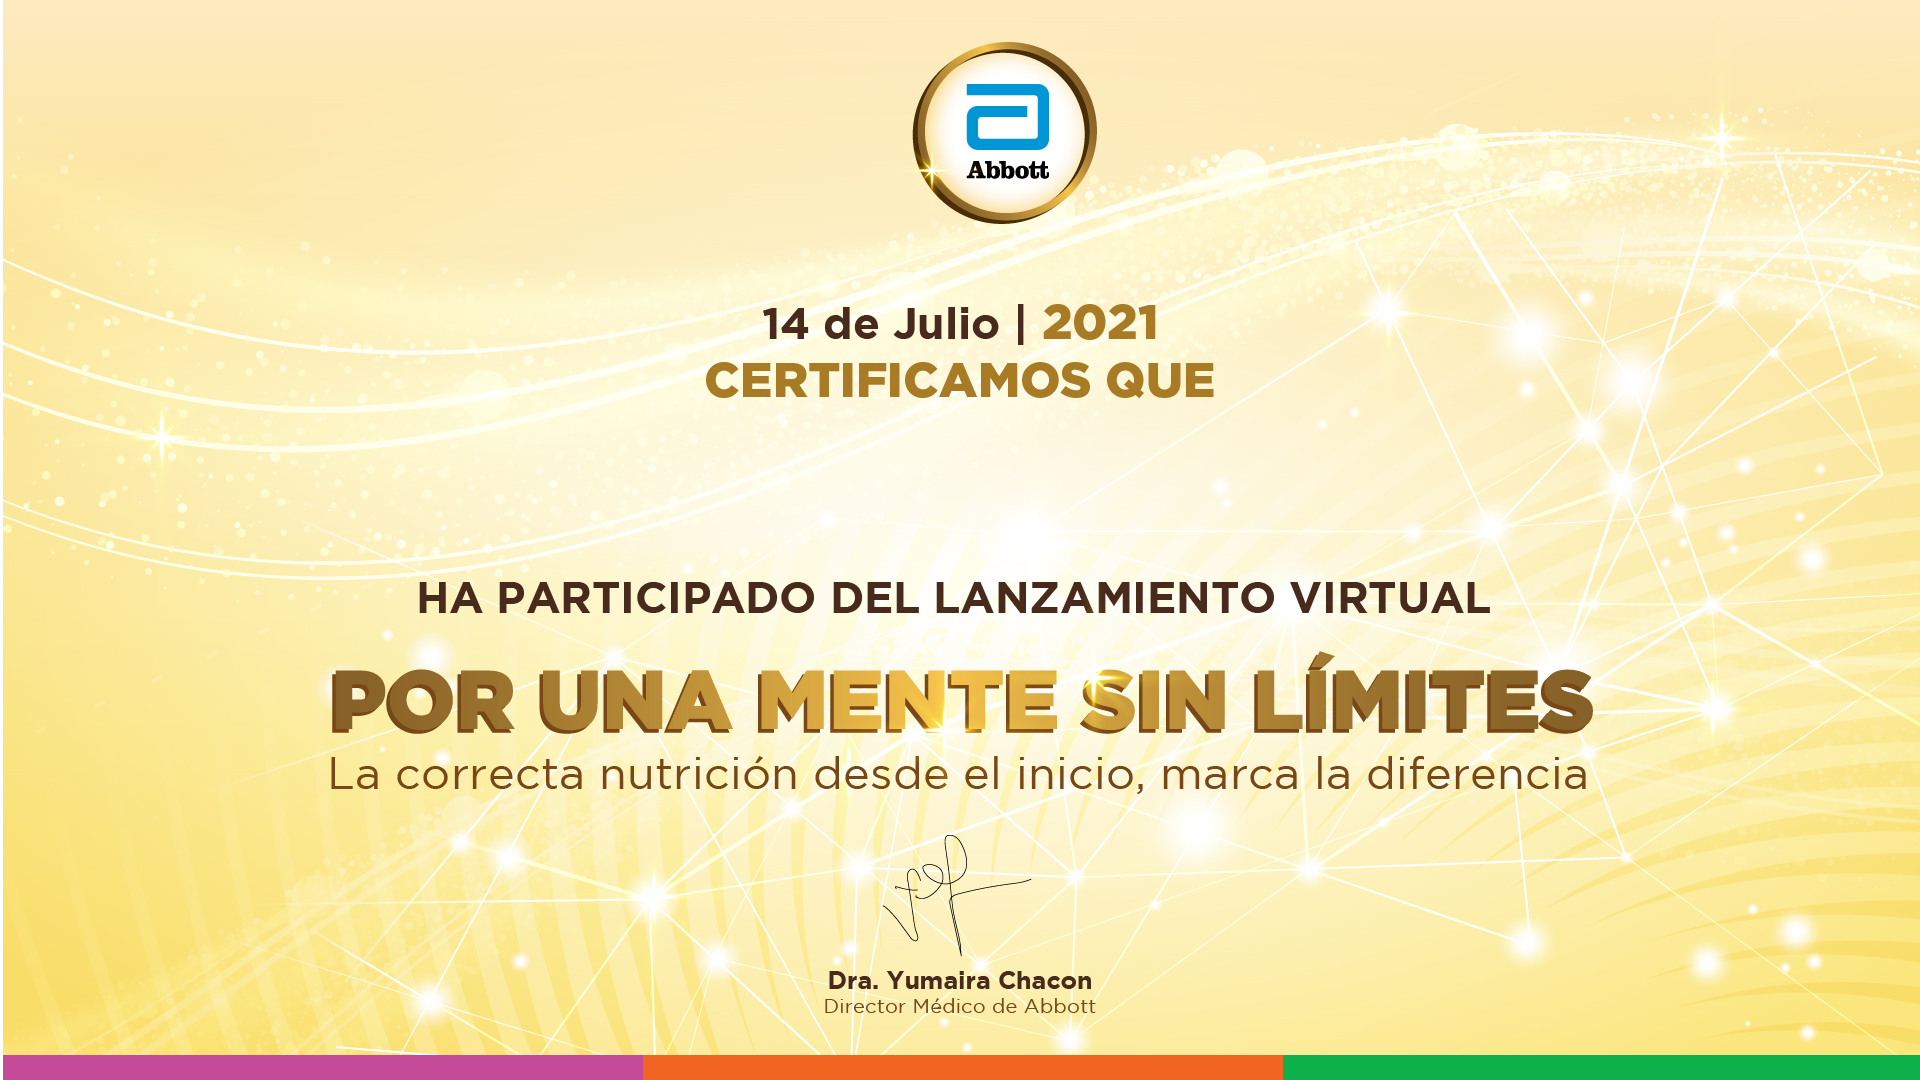 Abbott
14 de Julio | 2021
CERTIFICAMOS QUE
HA PARTICIPADO DEL LANZAMIENTO VIRTUAL
POR UNA MENTE SIN LÍMITES
La correcta nutrición desde el inicio, marca la diferencia
Dra. Yumaira Chacon
Director Médico de Abbott